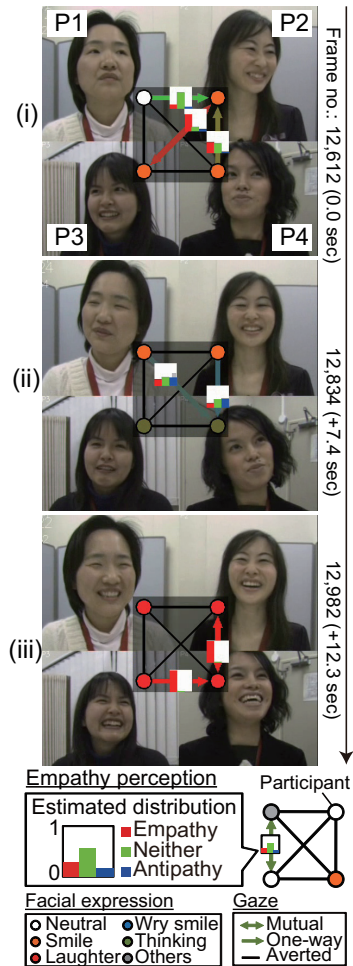 P1
P2
(i)
P3
P4
Frame no.: 12,612 (0.0 sec)
(ii)
12,834 (+7.4 sec)
(iii)
12,982 (+12.3 sec)
Empathy perception
Participant
Estimated distribution
1
0
Empathy
Neither
Antipathy
Facial expression
Gaze
Neutral
Wry smile
Mutual
Smile
Thinking
One-way
Laughter
Others
Averted